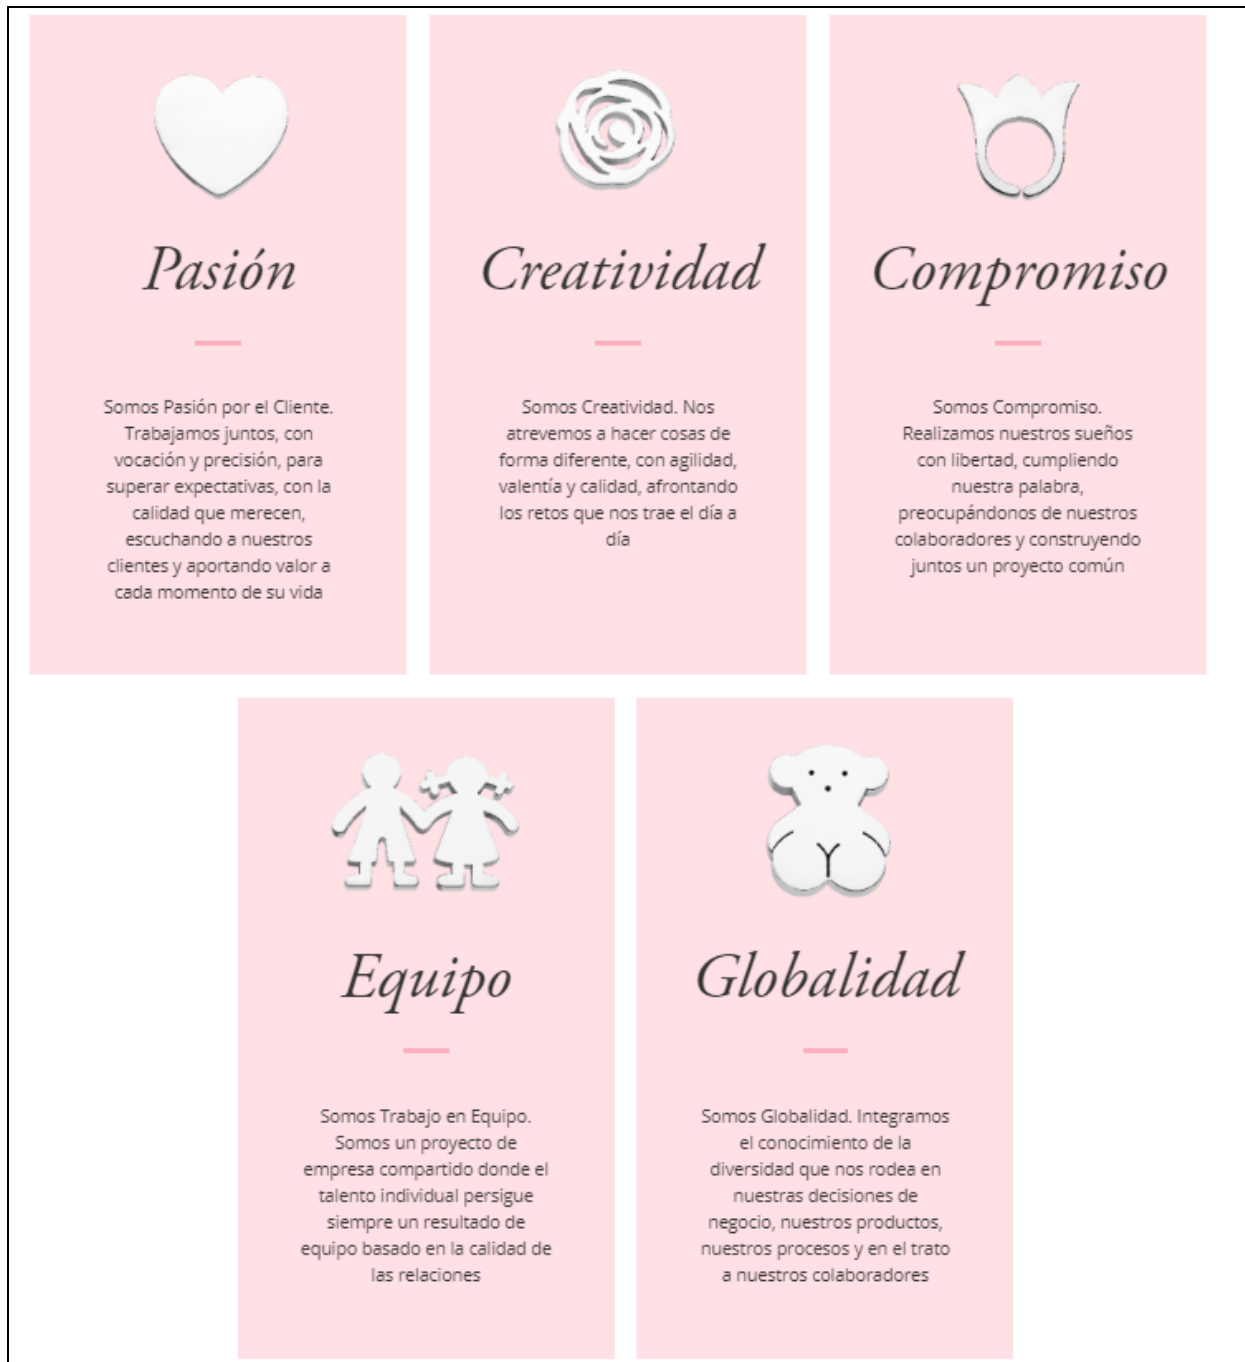 Pasión
Somos Pasión por el Cliente.
Trabajamos juntos, con
vocación y precisión, para
superar expectativas, con la
calidad que merecen,
escuchando a nuestros
clientes y aportando valor a
cada momento de su vida
Creatividad
Somos Creatividad. Nos
atrevemos a hacer cosas de
forma diferente, con agilidad,
valentía y calidad, afrontando
los retos que nos trae el día a
día
Compromiso
Somos Compromiso.
Realizamos nuestros sueños
con libertad, cumpliendo
nuestra palabra,
preocupándonos de nuestros
colaboradores y construyendo
juntos un proyecto común
Equipo
Somos Trabajo en Equipo.
Somos un proyecto de
empresa compartido donde el
talento individual persigue
siempre un resultado de
equipo basado en la calidad de
las relaciones
Globalidad
Somos Globalidad. Integramos
el conocimiento de la
diversidad que nos rodea en
nuestras decisiones de
negocio, nuestros productos,
nuestros procesos y en el trato
a nuestros colaboradores